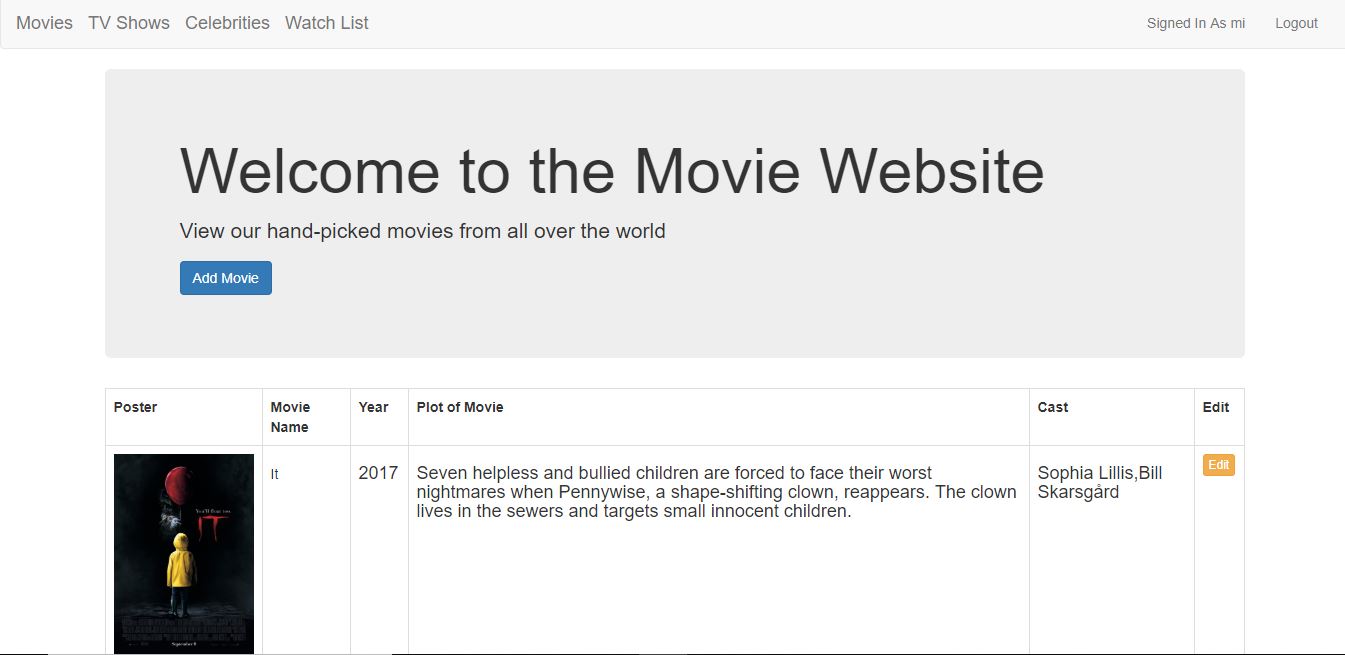 Movies TV Shows Celebrities Watch List Signed In As mi Logout
Welcome to the Movie Website
View our hand-picked movies from all over the world
Add Movie
Poster
Movie
Name
Year
Plot of Movie
Cast
Edit
You'll float too.
IT
September 8
It
2017
Seven helpless and bullied children are forced to face their worst
nightmares when Pennywise, a shape-shifting clown, reappears. The clown
lives in the sewers and targets small innocent children.
Sophia Lillis,Bill
Skarsgård
Edit